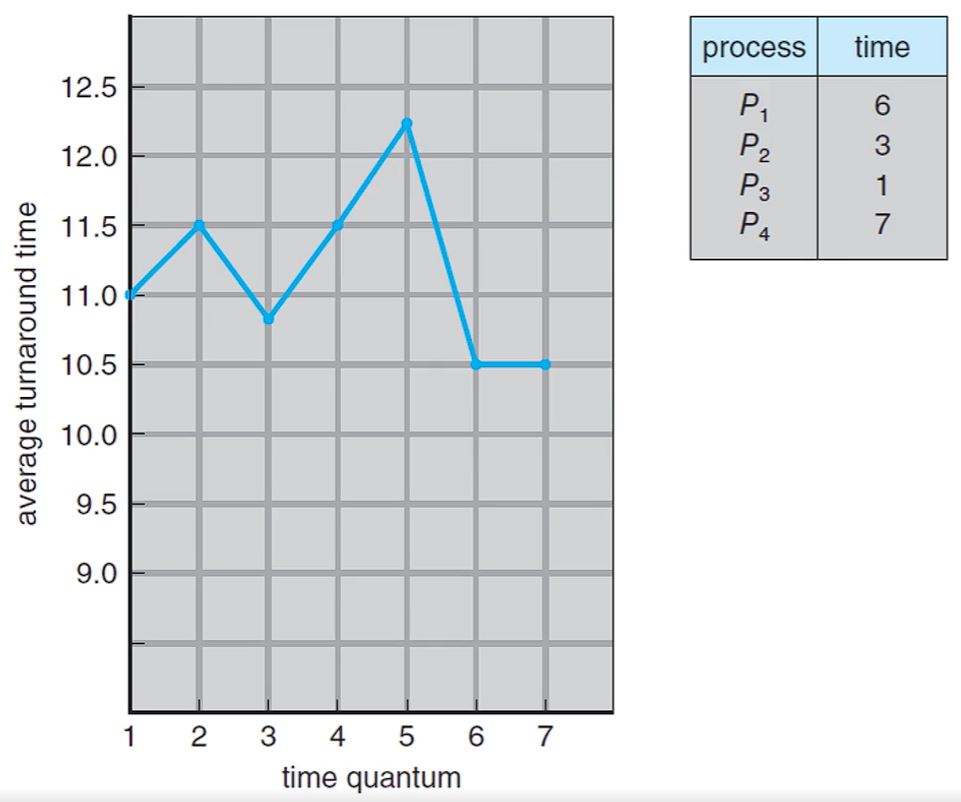 12.5
12.0
11.5
11.0
10.5
10.0
9.5
9.0
average turnaround time
1 2 3 4 5 6 7
time quantum
process time
P1 6
P2 3
P3 1
P4 7